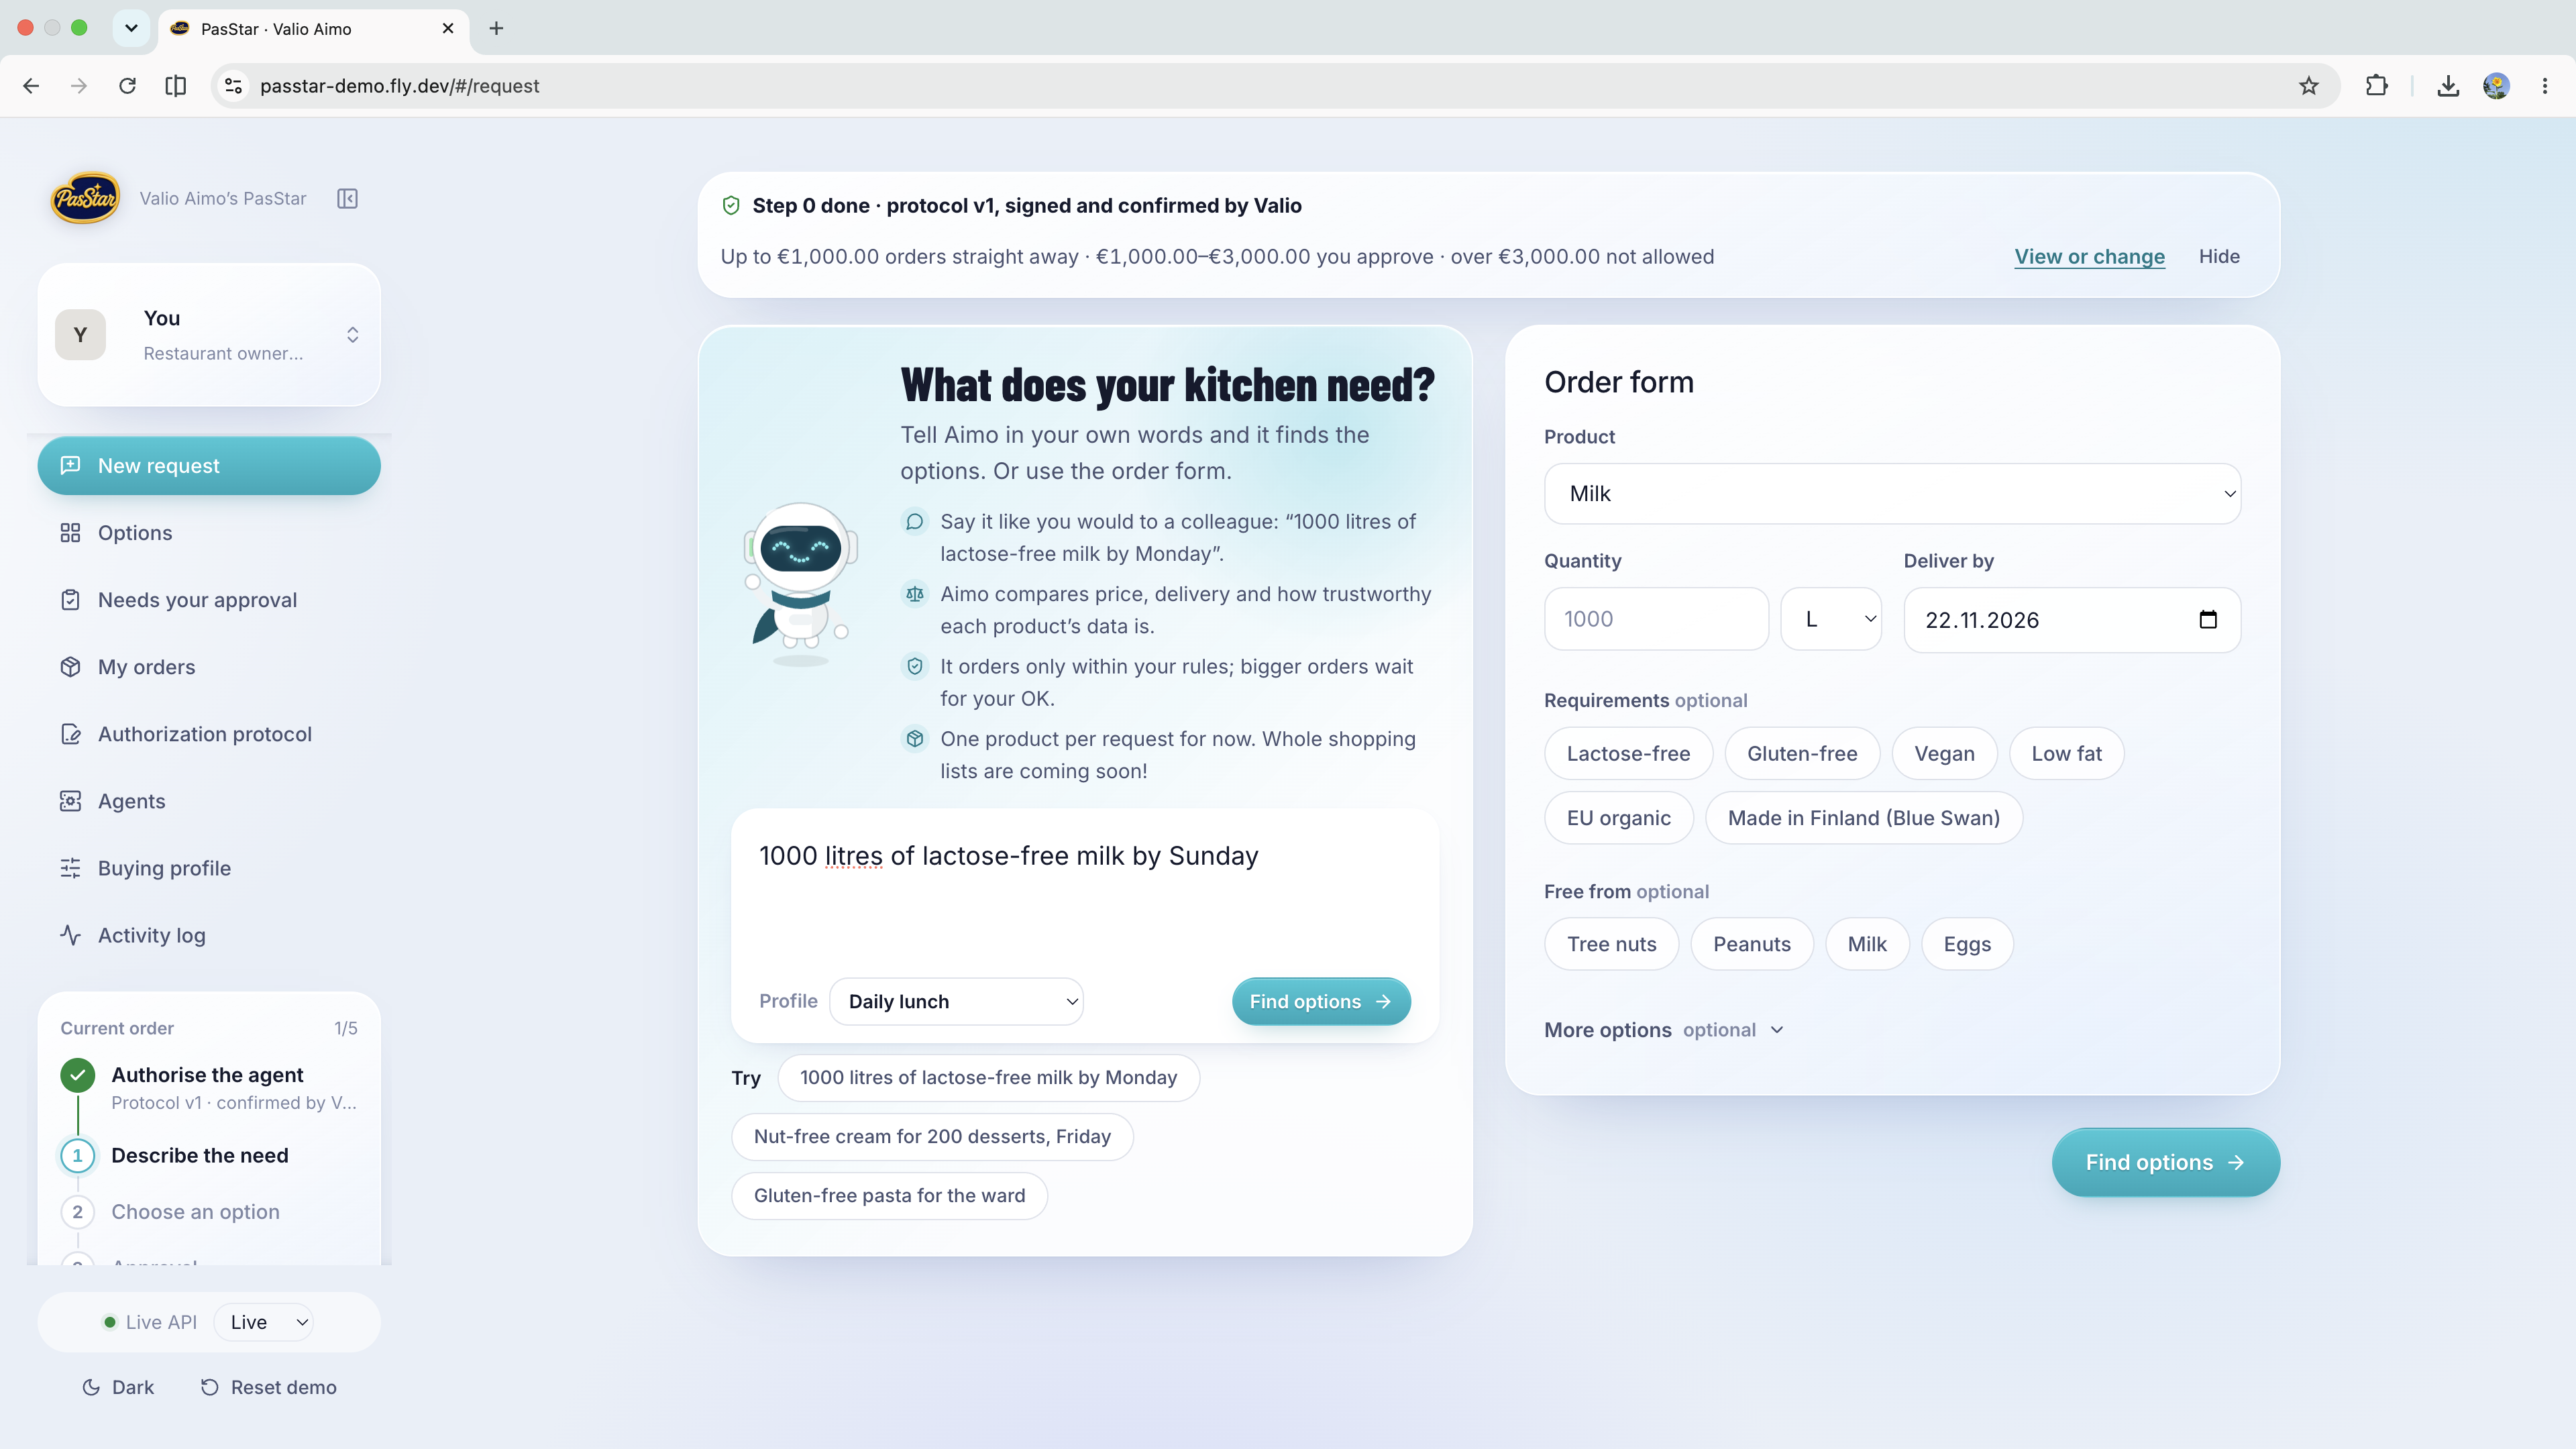 PasStar · Valio Aimo
passtar-demo.fly.dev/#/request
PasStar
Valio Aimo's PasStar
Y
You
Restaurant owner...
New request
Options
Needs your approval
My orders
Authorization protocol
Agents
Buying profile
Activity log
Current order 1/5
Authorise the agent
Protocol v1 · confirmed by V...
1 Describe the need
2 Choose an option
Live API Live
Dark Reset demo
Step 0 done · protocol v1, signed and confirmed by Valio
Up to €1,000.00 orders straight away · €1,000.00–€3,000.00 you approve · over €3,000.00 not allowed
View or change Hide
What does your kitchen need?
Tell Aimo in your own words and it finds the
options. Or use the order form.
Say it like you would to a colleague: “1000 litres of
lactose-free milk by Monday”.
Aimo compares price, delivery and how trustworthy
each product’s data is.
It orders only within your rules; bigger orders wait
for your OK.
One product per request for now. Whole shopping
lists are coming soon!
1000 litres of lactose-free milk by Sunday
Profile Daily lunch Find options
Try 1000 litres of lactose-free milk by Monday
Nut-free cream for 200 desserts, Friday
Gluten-free pasta for the ward
Order form
Product
Milk
Quantity Deliver by
1000 L 22.11.2026
Requirements optional
Lactose-free Gluten-free Vegan Low fat
EU organic Made in Finland (Blue Swan)
Free from optional
Tree nuts Peanuts Milk Eggs
More options optional
Find options